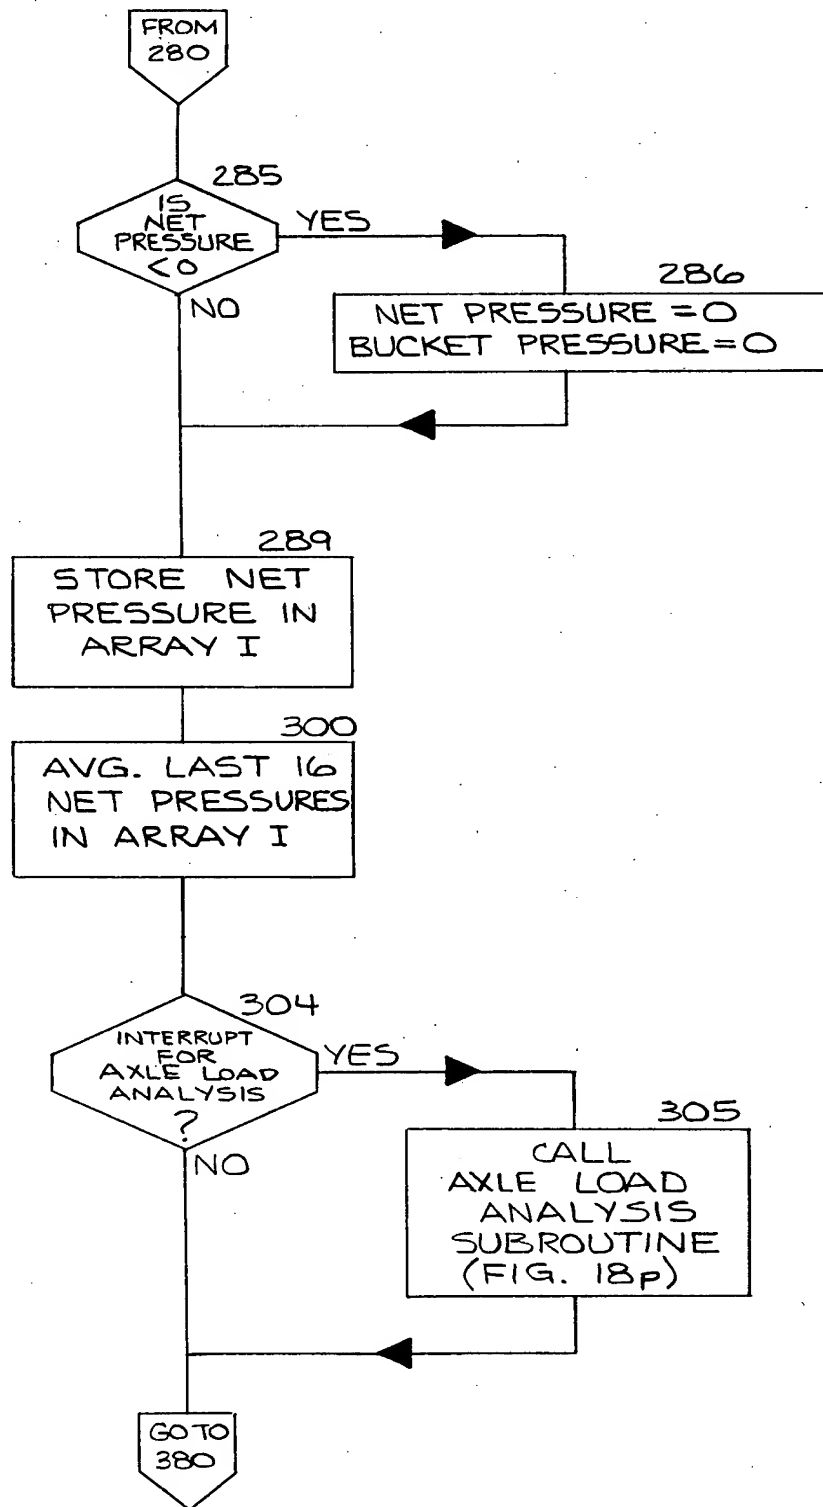 FROM
280
285
IS
NET
PRESSURE
<0
YES
NO
286
NET PRESSURE = 0
BUCKET PRESSURE = 0
289
STORE NET
PRESSURE IN
ARRAY I
300
AVG. LAST 16
NET PRESSURES
IN ARRAY I
304
INTERRUPT
FOR
AXLE LOAD
ANALYSIS
?
YES
NO
305
CALL
AXLE LOAD
ANALYSIS
SUBROUTINE
(FIG. 18p)
GO TO
380